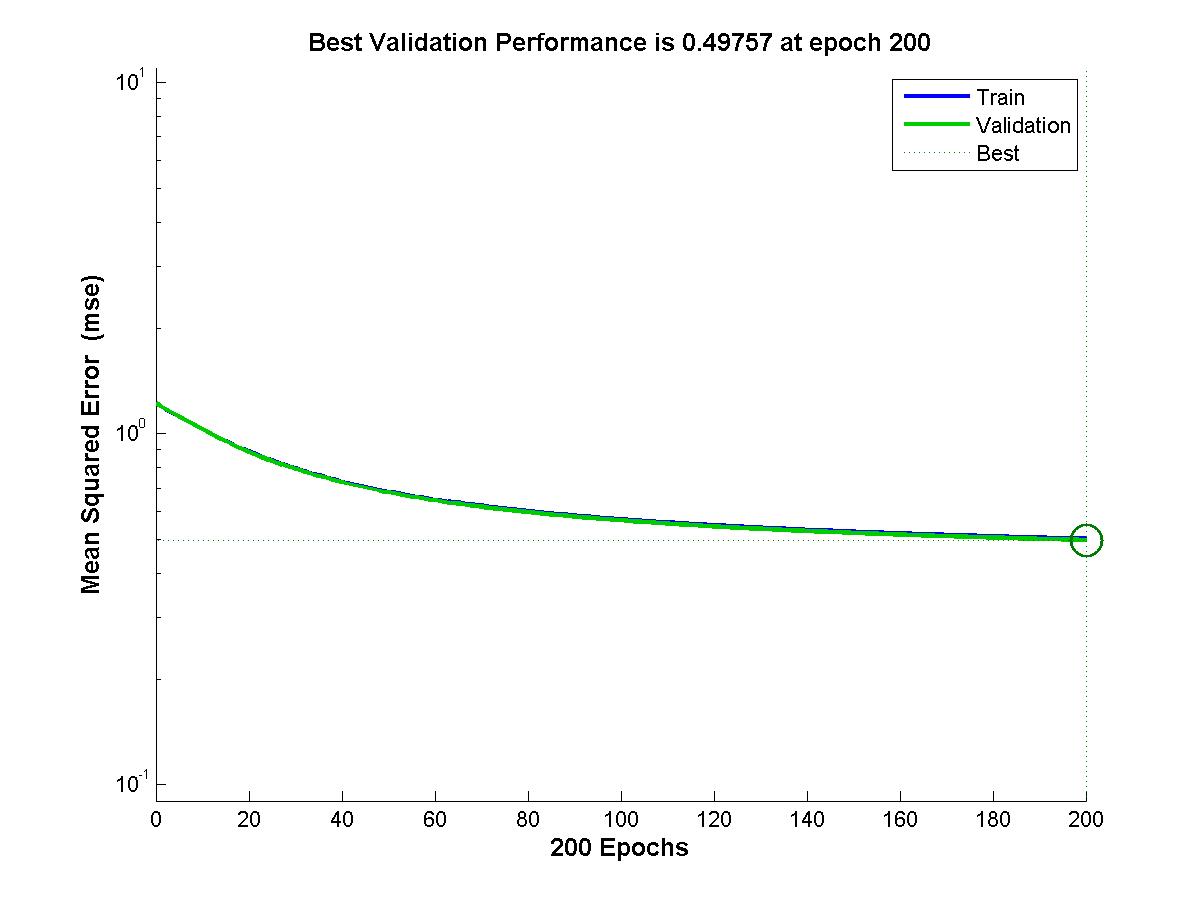 Best Validation Performance is 0.49757 at epoch 200
10^1
Train
Validation
Best
Mean Squared Error (mse)
10^0
10^-1
0 20 40 60 80 100 120 140 160 180 200
200 Epochs